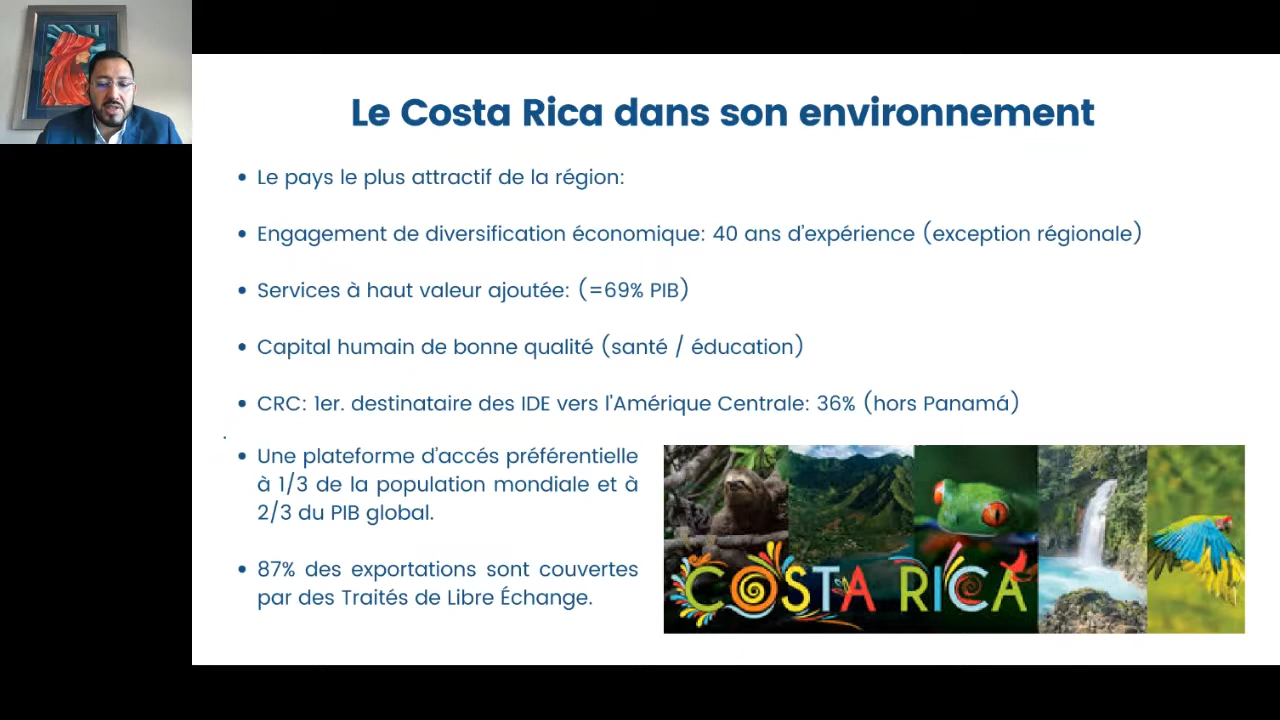 Le Costa Rica dans son environnement
• Le pays le plus attractif de la région:
• Engagement de diversification économique: 40 ans d'expérience (exception régionale)
• Services à haut valeur ajoutée: (=69% PIB)
• Capital humain de bonne qualité (santé / éducation)
• CRC: 1er. destinataire des IDE vers l'Amérique Centrale: 36% (hors Panamá)
• Une plateforme d'accés préférentielle
à 1/3 de la population mondiale et à
2/3 du PIB global.
• 87% des exportations sont couvertes
par des Traités de Libre Échange.
COSTA RICA